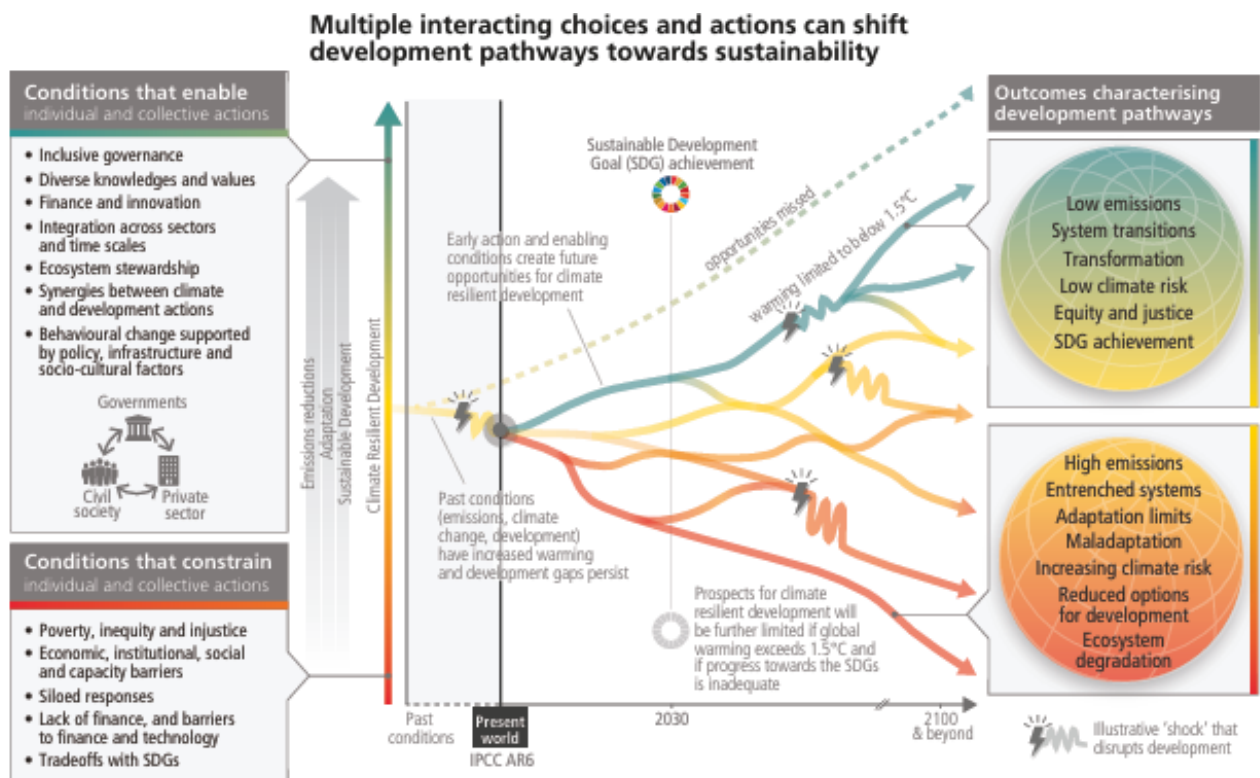 Multiple interacting choices and actions can shift
development pathways towards sustainability
Conditions that enable
individual and collective actions
• Inclusive governance
• Diverse knowledges and values
• Finance and innovation
• Integration across sectors
and time scales
• Ecosystem stewardship
• Synergies between climate
and development actions
• Behavioural change supported
by policy, infrastructure and
socio-cultural factors
Governments
Civil
society
Private
sector
Conditions that constrain
individual and collective actions
• Poverty, inequity and injustice
• Economic, institutional, social
and capacity barriers
• Siloed responses
• Lack of finance, and barriers
to finance and technology
• Tradeoffs with SDGs
Emissions reductions
Adaptation
Sustainable Development
Climate Resilient Development
Sustainable Development
Goal (SDG) achievement
opportunities missed
warming limited to below 1.5°C
Early action and enabling
conditions create future
opportunities for climate
resilient development
Past conditions
(emissions, climate
change, development)
have increased warming
and development gaps persist
Prospects for climate
resilient development will
be further limited if global
warming exceeds 1.5°C and
if progress towards the SDGs
is inadequate
Past
conditions
Present
world
IPCC AR6
2030
2100
& beyond
Outcomes characterising
development pathways
Low emissions
System transitions
Transformation
Low climate risk
Equity and justice
SDG achievement
High emissions
Entrenched systems
Adaptation limits
Maladaptation
Increasing climate risk
Reduced options
for development
Ecosystem
degradation
Illustrative 'shock' that
disrupts development